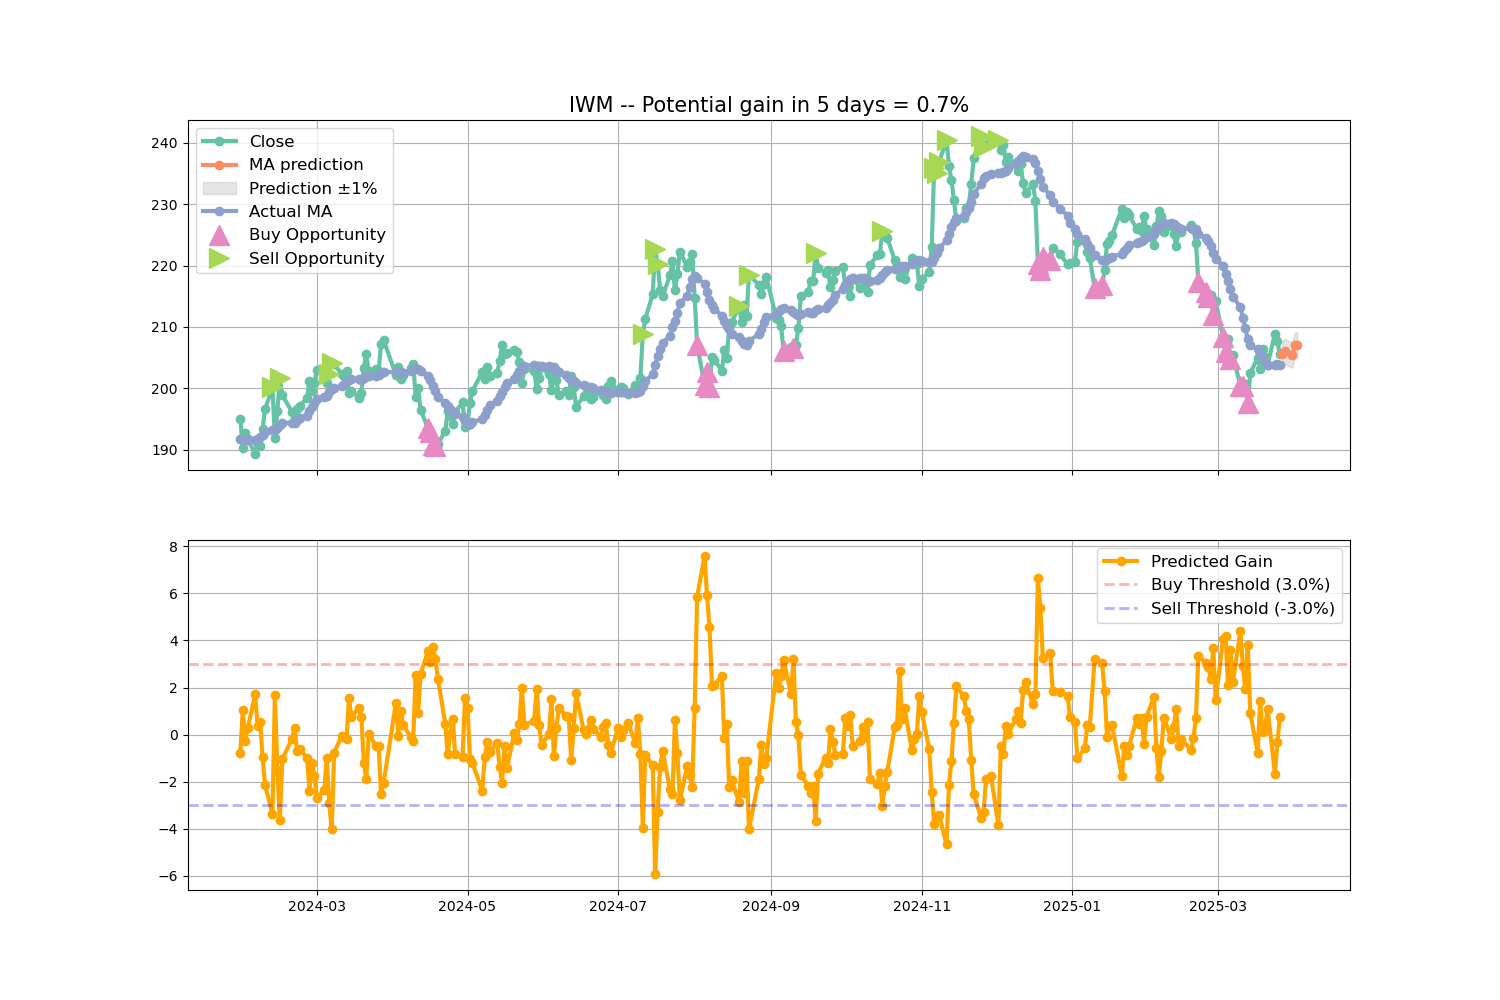 IWM -- Potential gain in 5 days = 0.7%
240
230
220
210
200
190
Close
MA prediction
Prediction ±1%
Actual MA
Buy Opportunity
Sell Opportunity
8
6
4
2
0
−2
−4
−6
Predicted Gain
Buy Threshold (3.0%)
Sell Threshold (-3.0%)
2024-03 2024-05 2024-07 2024-09 2024-11 2025-01 2025-03